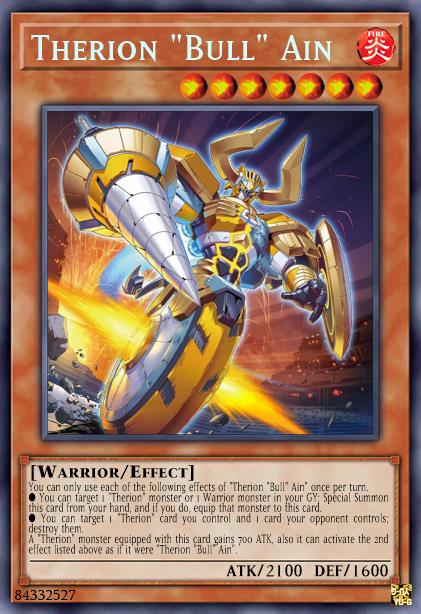 Therion "Bull" Ain
FIRE
炎
[Warrior/Effect]
You can only use each of the following effects of "Therion "Bull" Ain" once per turn.
● You can target 1 "Therion" monster or 1 Warrior monster in your GY; Special Summon
this card from your hand, and if you do, equip that monster to this card.
● You can target 1 "Therion" card you control and 1 card your opponent controls;
destroy them.
A "Therion" monster equipped with this card gains 700 ATK, also it can activate the 2nd
effect listed above as if it were "Therion "Bull" Ain".
ATK/2100 DEF/1600
84332527